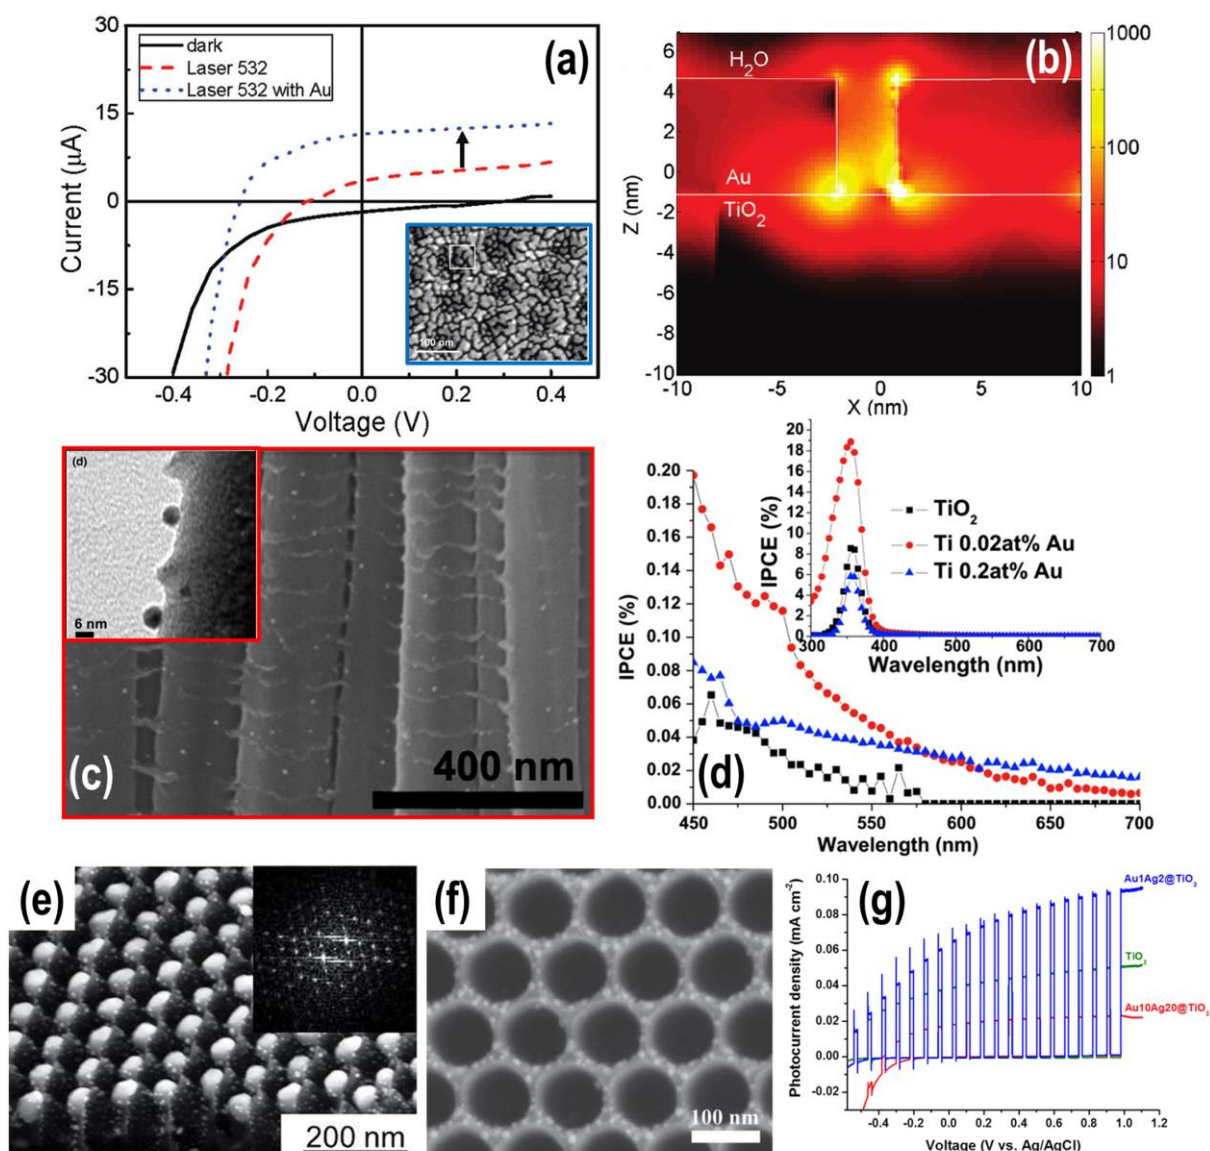 (a)
30
15
0
-15
-30
Current (μA)
dark
Laser 532
Laser 532 with Au
100 nm
-0.4
-0.2
0.0
0.2
0.4
Voltage (V)
(b)
H2O
Au
TiO2
6
4
2
0
-2
-4
-6
-8
-10
Z (nm)
-10
-5
0
5
10
X (nm)
1000
100
10
1
(d)
6 nm
(c)
400 nm
(d)
0.20
0.16
0.12
0.08
0.04
0.02
0.00
IPCE (%)
450
500
550
600
650
700
Wavelength (nm)
20
18
16
14
12
10
8
6
4
2
0
IPCE (%)
300
350
400
450
500
600
700
Wavelength (nm)
TiO2
Ti 0.02at% Au
Ti 0.2at% Au
(e)
200 nm
(f)
100 nm
(g)
0.10
0.08
0.06
0.04
0.02
0.00
-0.02
Photocurrent density (mA cm-2)
-0.4
-0.2
0.0
0.2
0.4
0.6
0.8
1.0
1.2
Voltage (V vs. Ag/AgCl)
Au1Ag2@TiO2
TiO2
Au10Ag20@TiO2